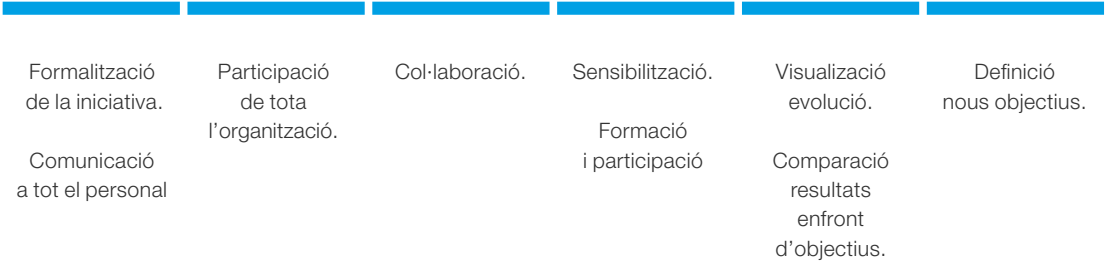 Formalització
de la iniciativa.
Comunicació
a tot el personal
Participació
de tota
l'organització.
Col·laboració.
Sensibilització.
Formació
i participació
Visualizació
evolució.
Comparació
resultats
enfront
d'objectius.
Definició
nous objectius.